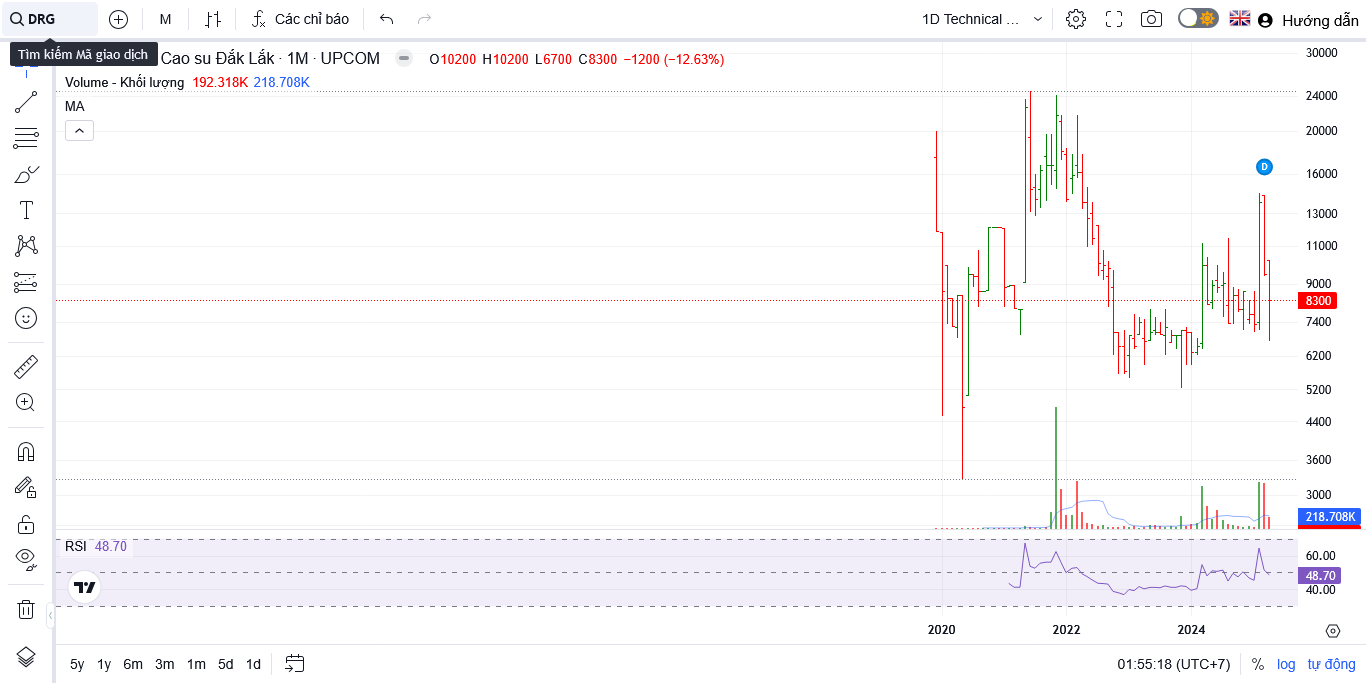 DRG
M
Các chỉ báo
1D Technical ...
Hướng dẫn
Tìm kiếm Mã giao dịch
Cao su Đắk Lắk · 1M · UPCOM
O10200 H10200 L6700 C8300 −1200 (−12.63%)
Volume - Khối lượng 192.318K 218.708K
MA
D
30000
24000
20000
16000
13000
11000
9000
8300
7400
6200
5200
4400
3600
3000
218.708K
RSI 48.70
60.00
48.70
40.00
2020
2022
2024
5y 1y 6m 3m 1m 5d 1d
01:55:18 (UTC+7)
%
log
tự động